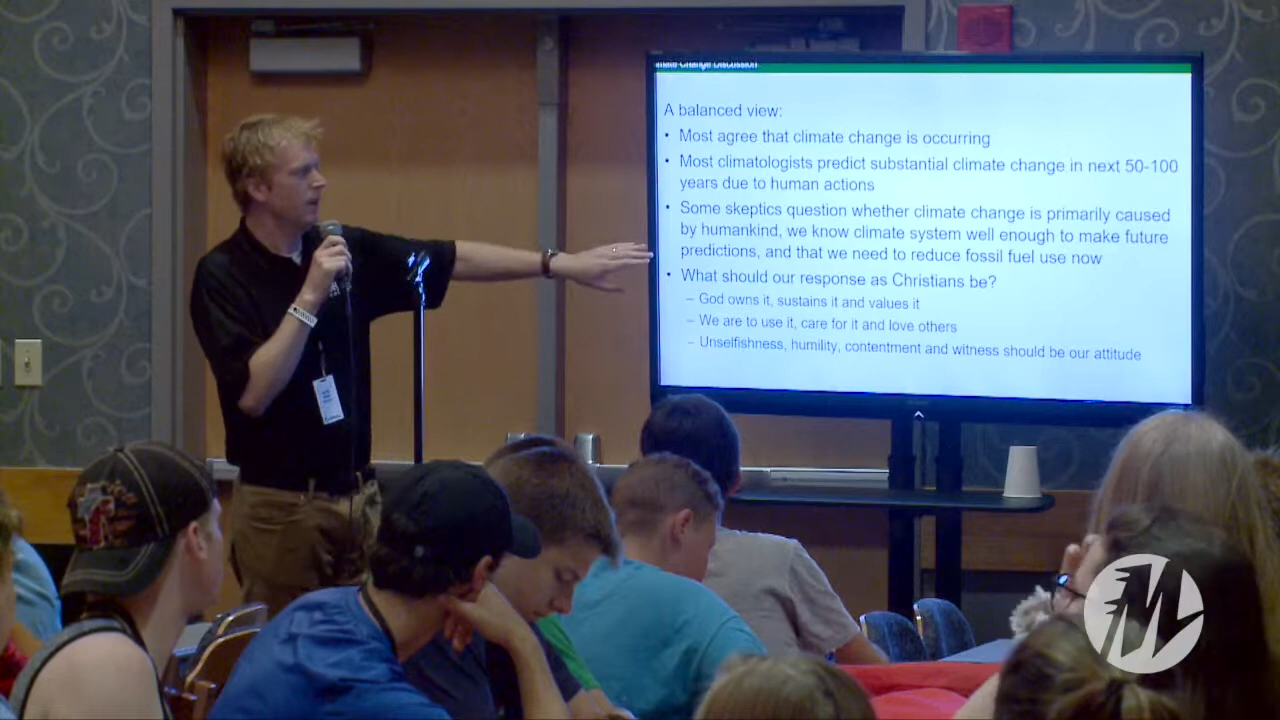 imate Change Discussion
A balanced view:
• Most agree that climate change is occurring
• Most climatologists predict substantial climate change in next 50-100
years due to human actions
• Some skeptics question whether climate change is primarily caused
by humankind, we know climate system well enough to make future
predictions, and that we need to reduce fossil fuel use now
• What should our response as Christians be?
– God owns it, sustains it and values it
– We are to use it, care for it and love others
– Unselfishness, humility, contentment and witness should be our attitude
M